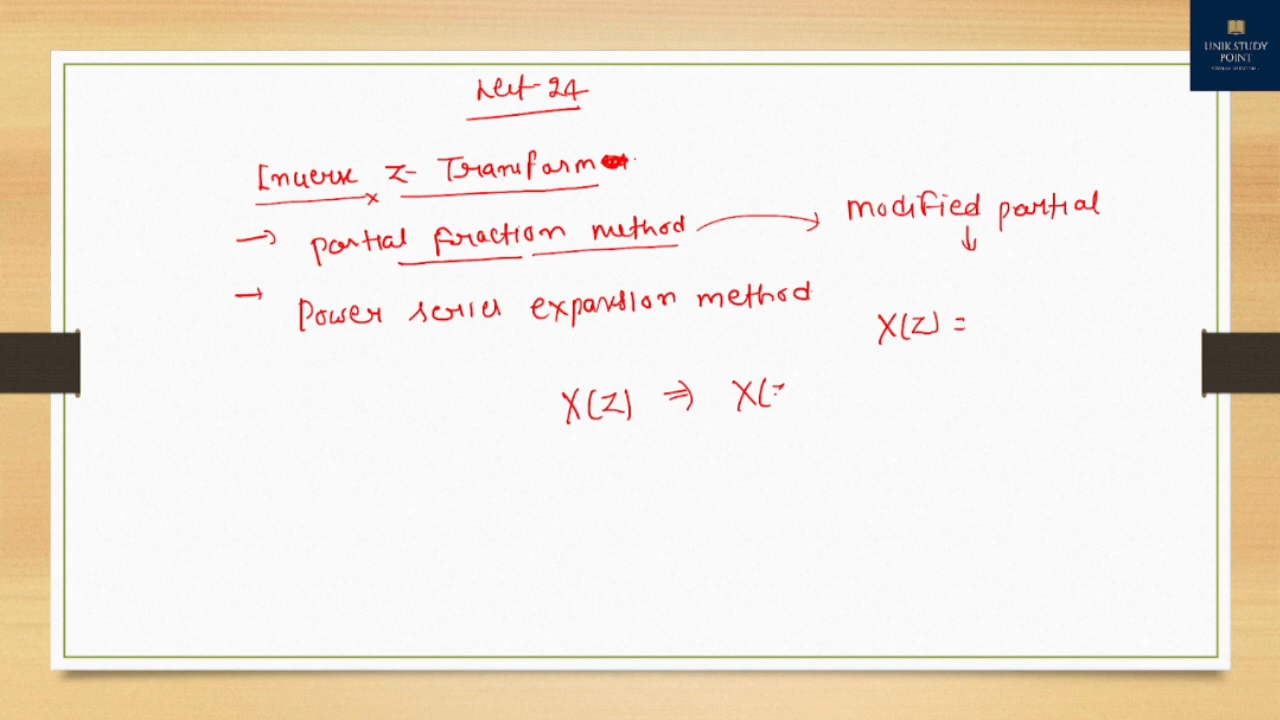 Lect-24
Inverse Z- Transform
→ Partial fraction method → modified partial ↓
→ Power series expansion method
X(Z) =
X(Z) ⇒ X(z
UNIK STUDY
POINT